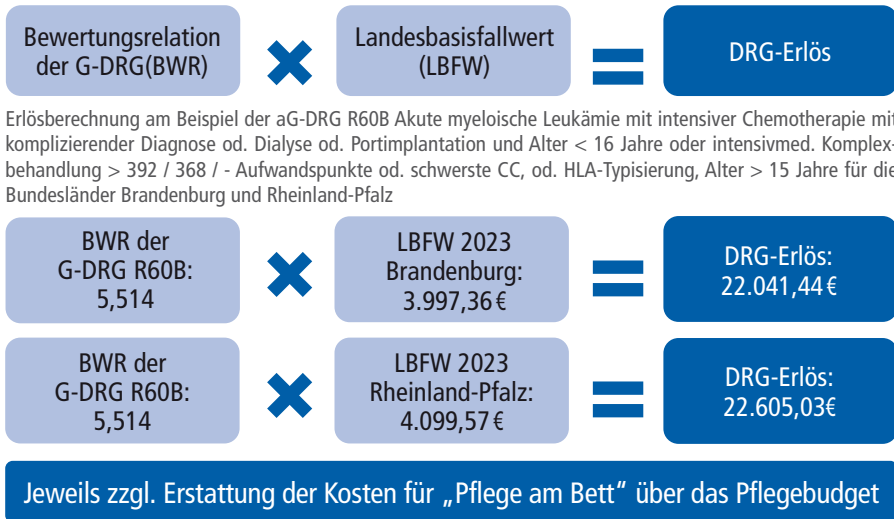 Bewertungsrelation
der G-DRG(BWR)
Landesbasisfallwert
(LBFW)
DRG-Erlös
Erlösberechnung am Beispiel der aG-DRG R60B Akute myeloische Leukämie mit intensiver Chemotherapie mit
komplizierender Diagnose od. Dialyse od. Portimplantation und Alter < 16 Jahre oder intensivmed. Komplex-
behandlung > 392 / 368 / - Aufwandspunkte od. schwerste CC, od. HLA-Typisierung, Alter > 15 Jahre für die
Bundesländer Brandenburg und Rheinland-Pfalz
BWR der
G-DRG R60B:
5,514
LBFW 2023
Brandenburg:
3.997,36 €
DRG-Erlös:
22.041,44 €
BWR der
G-DRG R60B:
5,514
LBFW 2023
Rheinland-Pfalz:
4.099,57 €
DRG-Erlös:
22.605,03€
Jeweils zzgl. Erstattung der Kosten für „Pflege am Bett" über das Pflegebudget